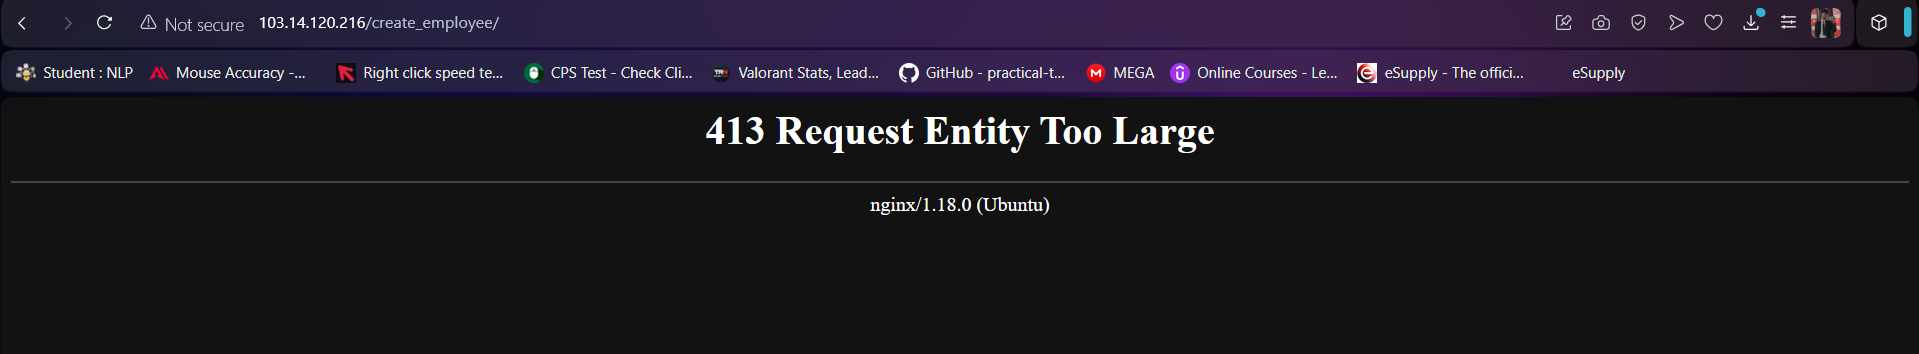 Not secure 103.14.120.216/create_employee/
Student : NLP Mouse Accuracy -... Right click speed te... CPS Test - Check Cli... Valorant Stats, Lead... GitHub - practical-t... MEGA Online Courses - Le... eSupply - The offici... eSupply
413 Request Entity Too Large
nginx/1.18.0 (Ubuntu)